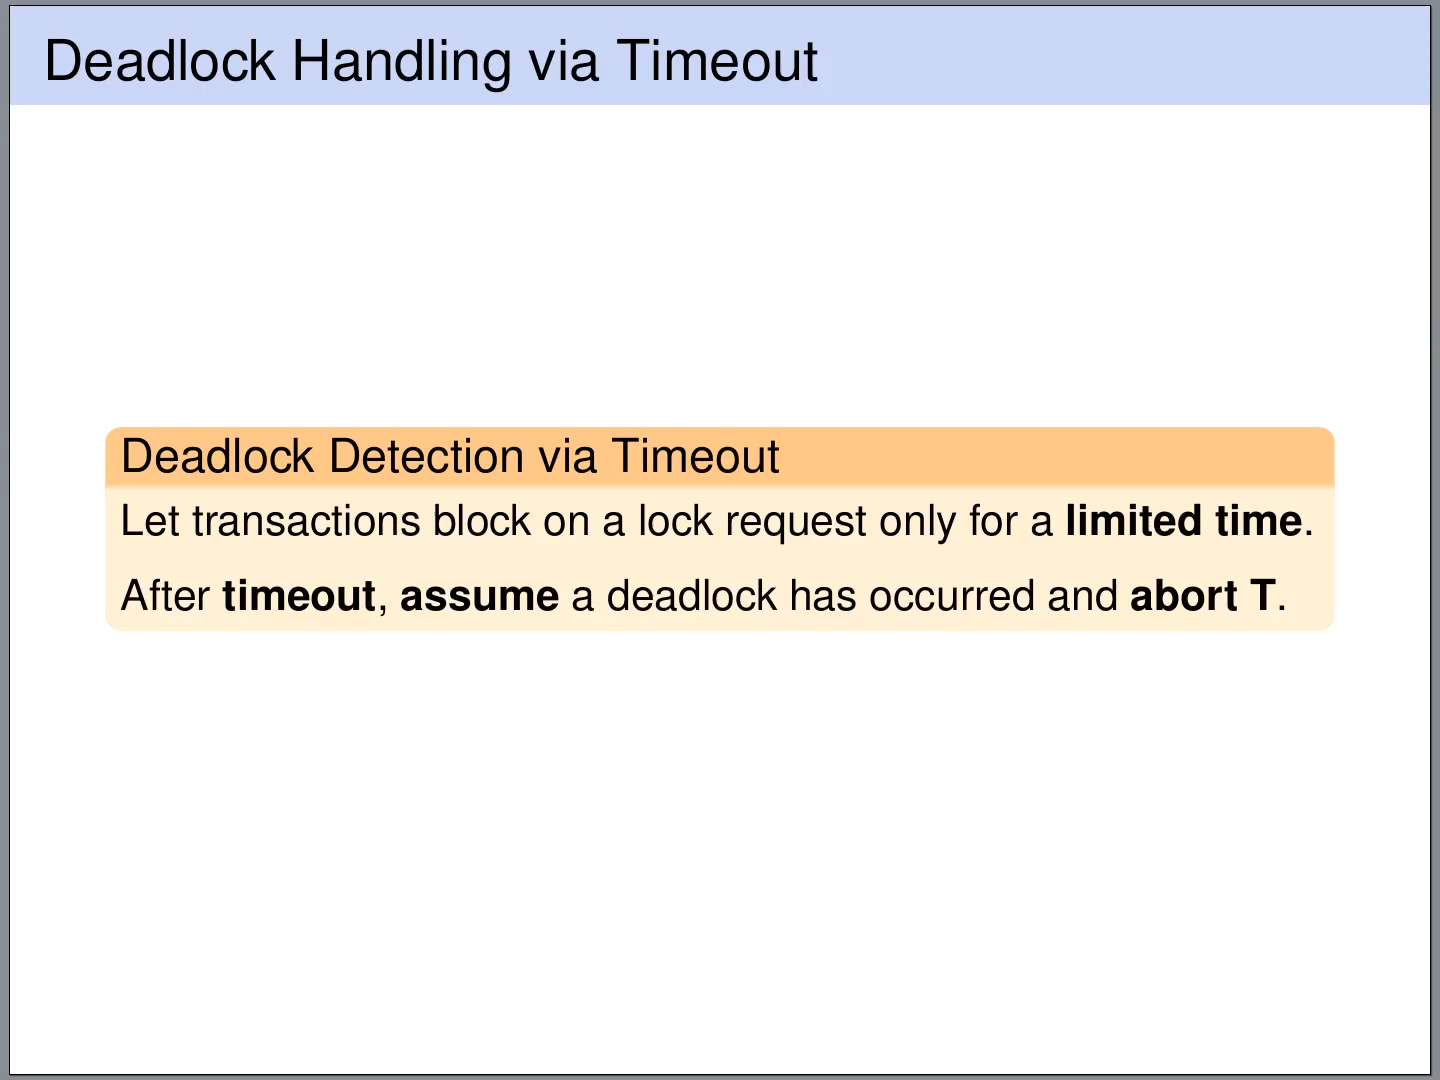 Deadlock Handling via Timeout
Deadlock Detection via Timeout
Let transactions block on a lock request only for a limited time.
After timeout, assume a deadlock has occurred and abort T.